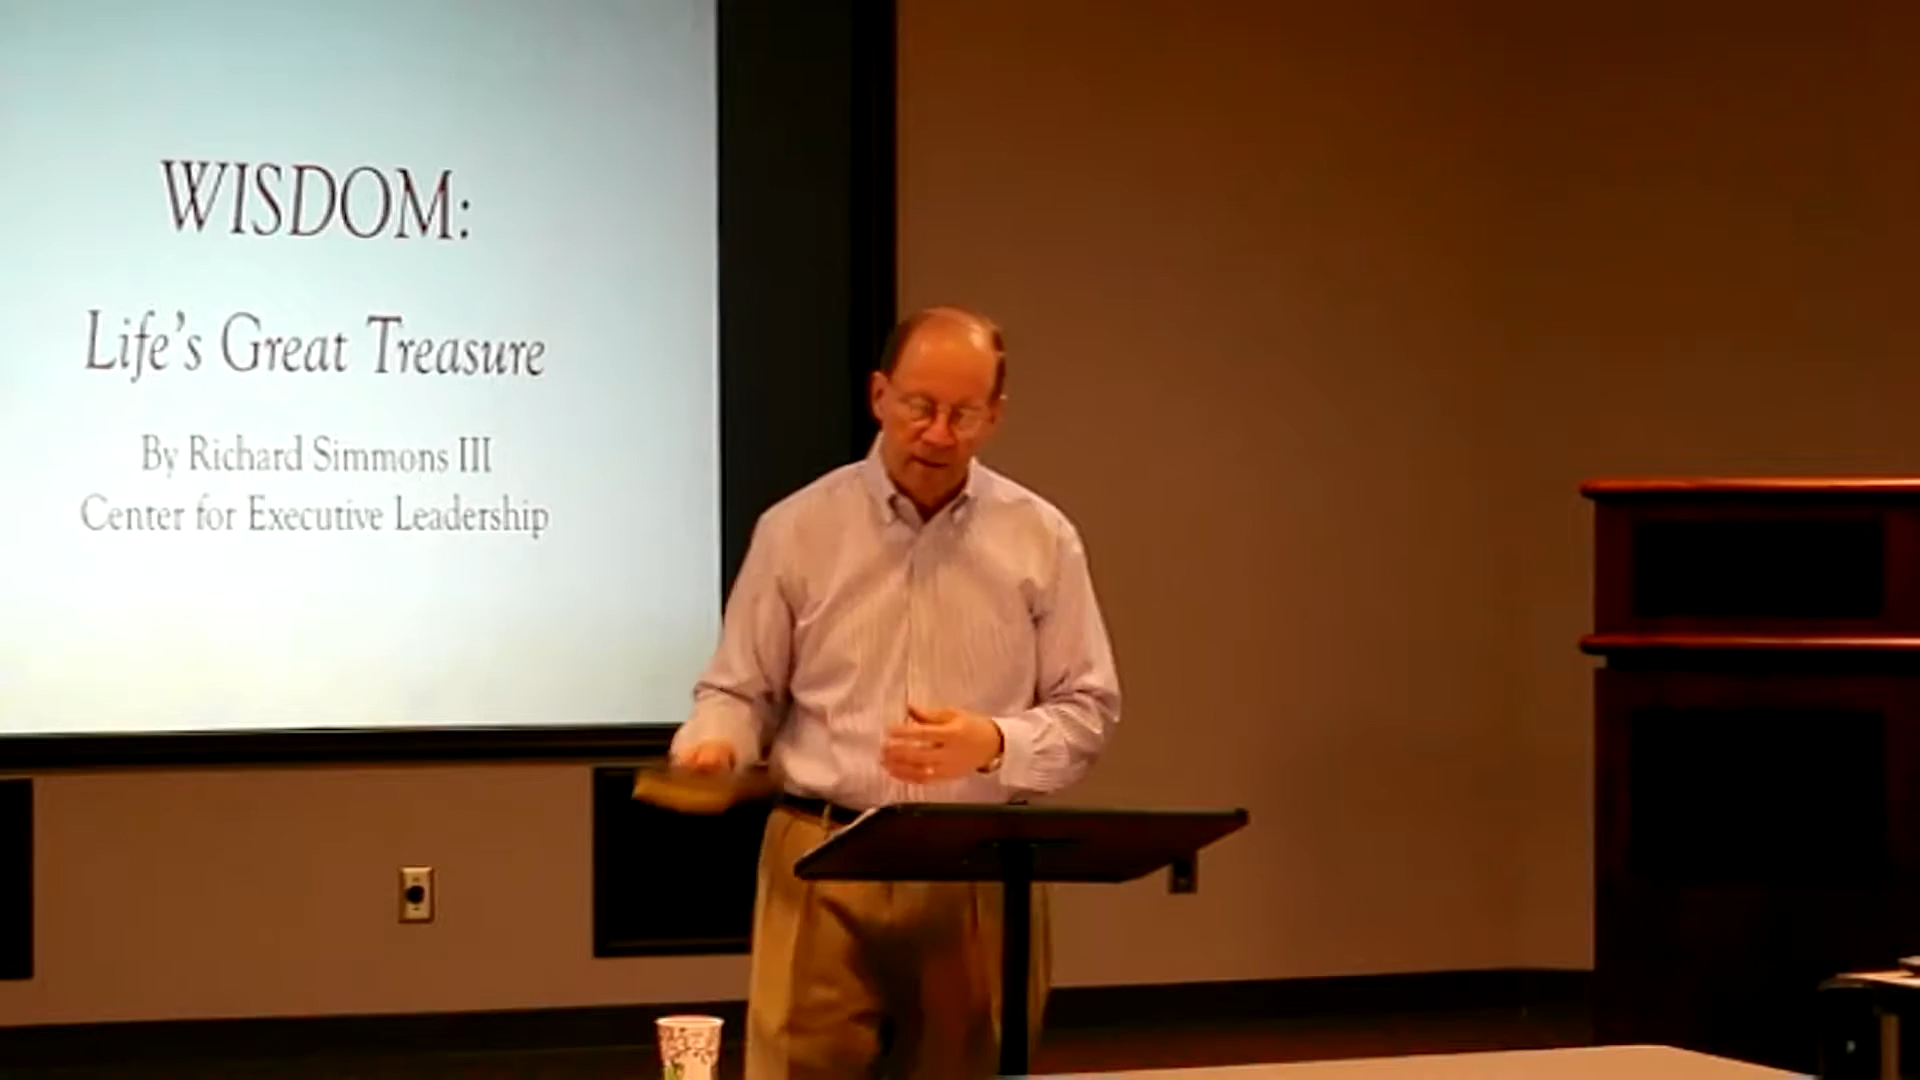 WISDOM:
Life's Great Treasure
By Richard Simmons III
Center for Executive Leadership